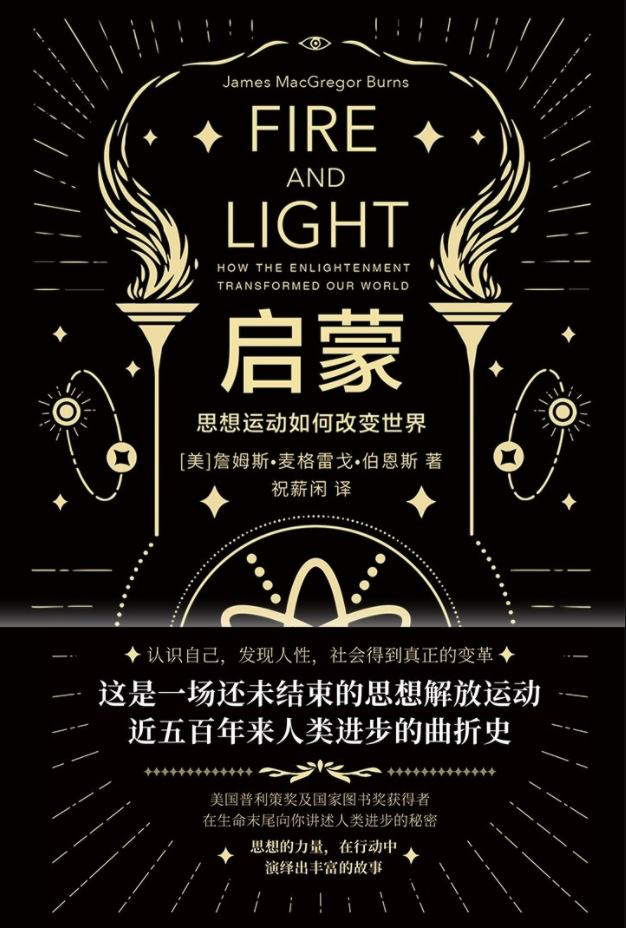 James MacGregor Burns
FIRE
AND
LIGHT
HOW THE ENLIGHTENMENT
TRANSFORMED OUR WORLD
启蒙
思想运动如何改变世界
[美]詹姆斯·麦格雷戈·伯恩斯 著
祝薪闲 译
认识自己，发现人性，社会得到真正的变革
这是一场还未结束的思想解放运动
近五百年来人类进步的曲折史
美国普利策奖及国家图书奖获得者
在生命末尾向你讲述人类进步的秘密
思想的力量，在行动中
演绎出丰富的故事